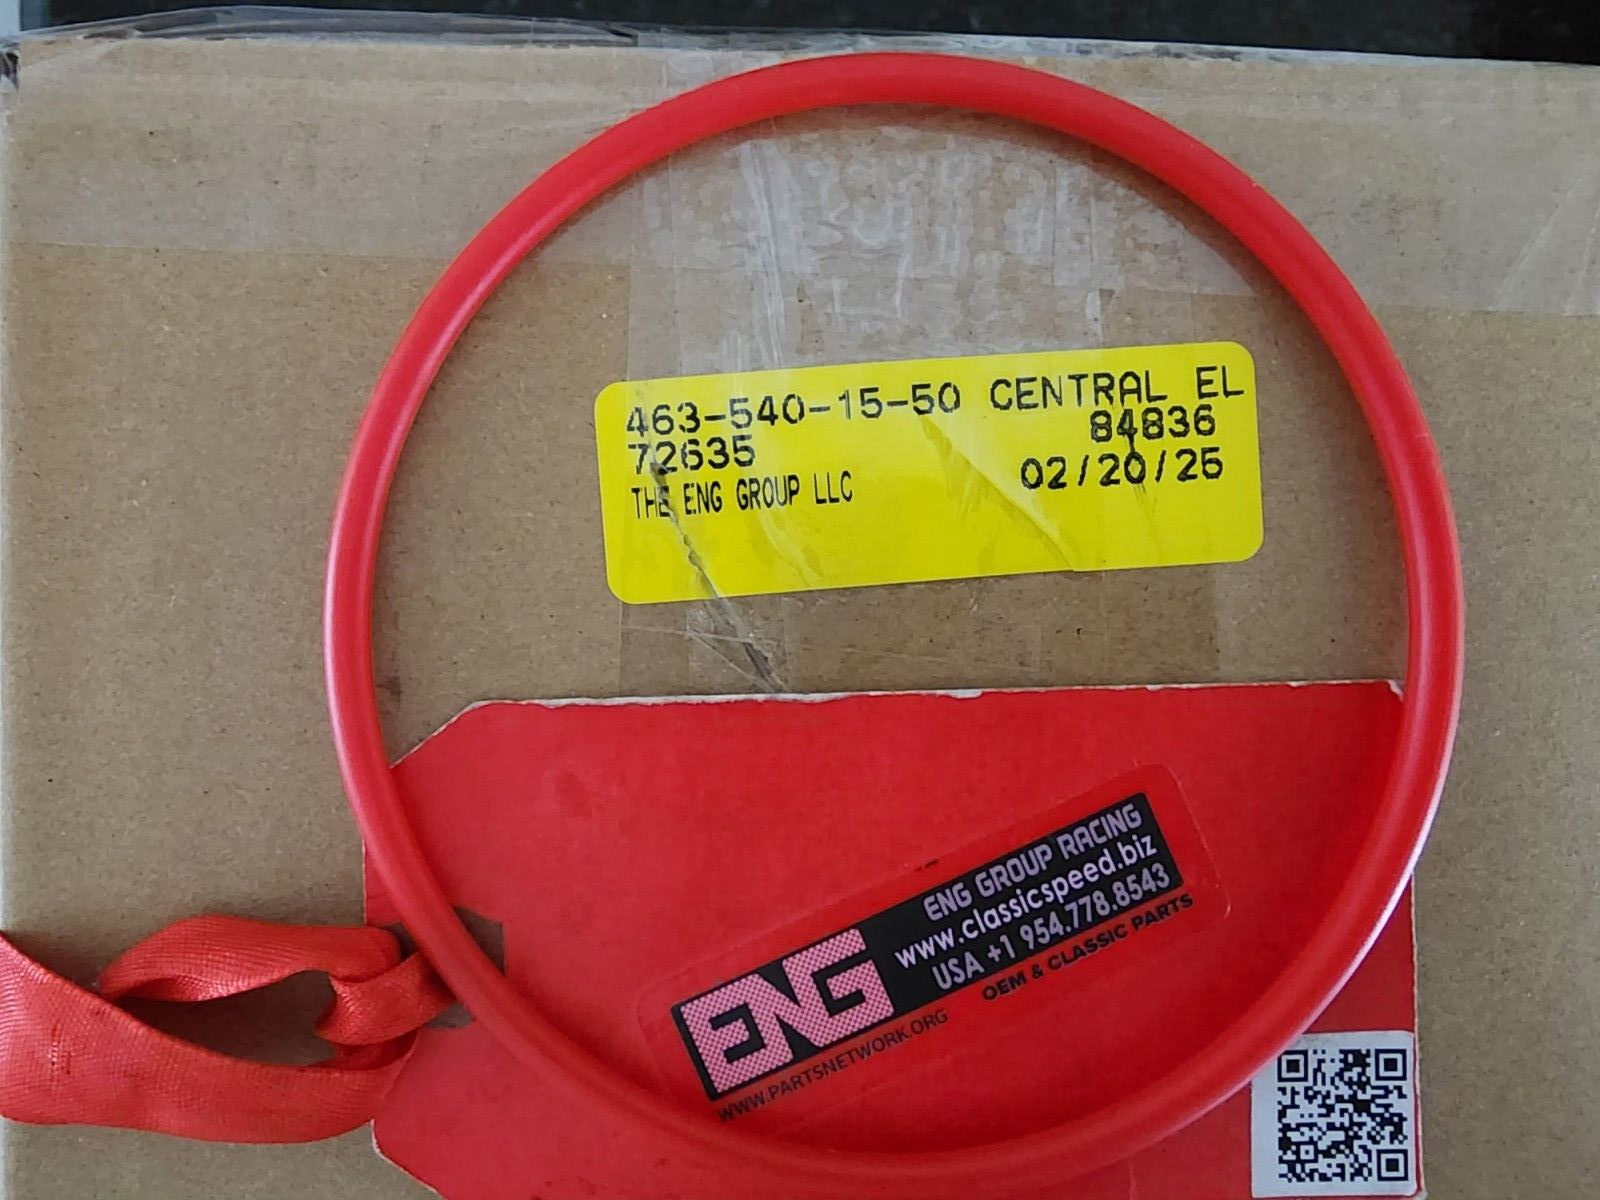 463-540-15-50 CENTRAL EL
84836
72635
02/20/25
THE ENG GROUP LLC
ENG GROUP RACING
www.classicspeed.biz
USA +1 954.778.8543
OEM & CLASSIC PARTS
ENG
WWW.PARTSNETWORK.ORG